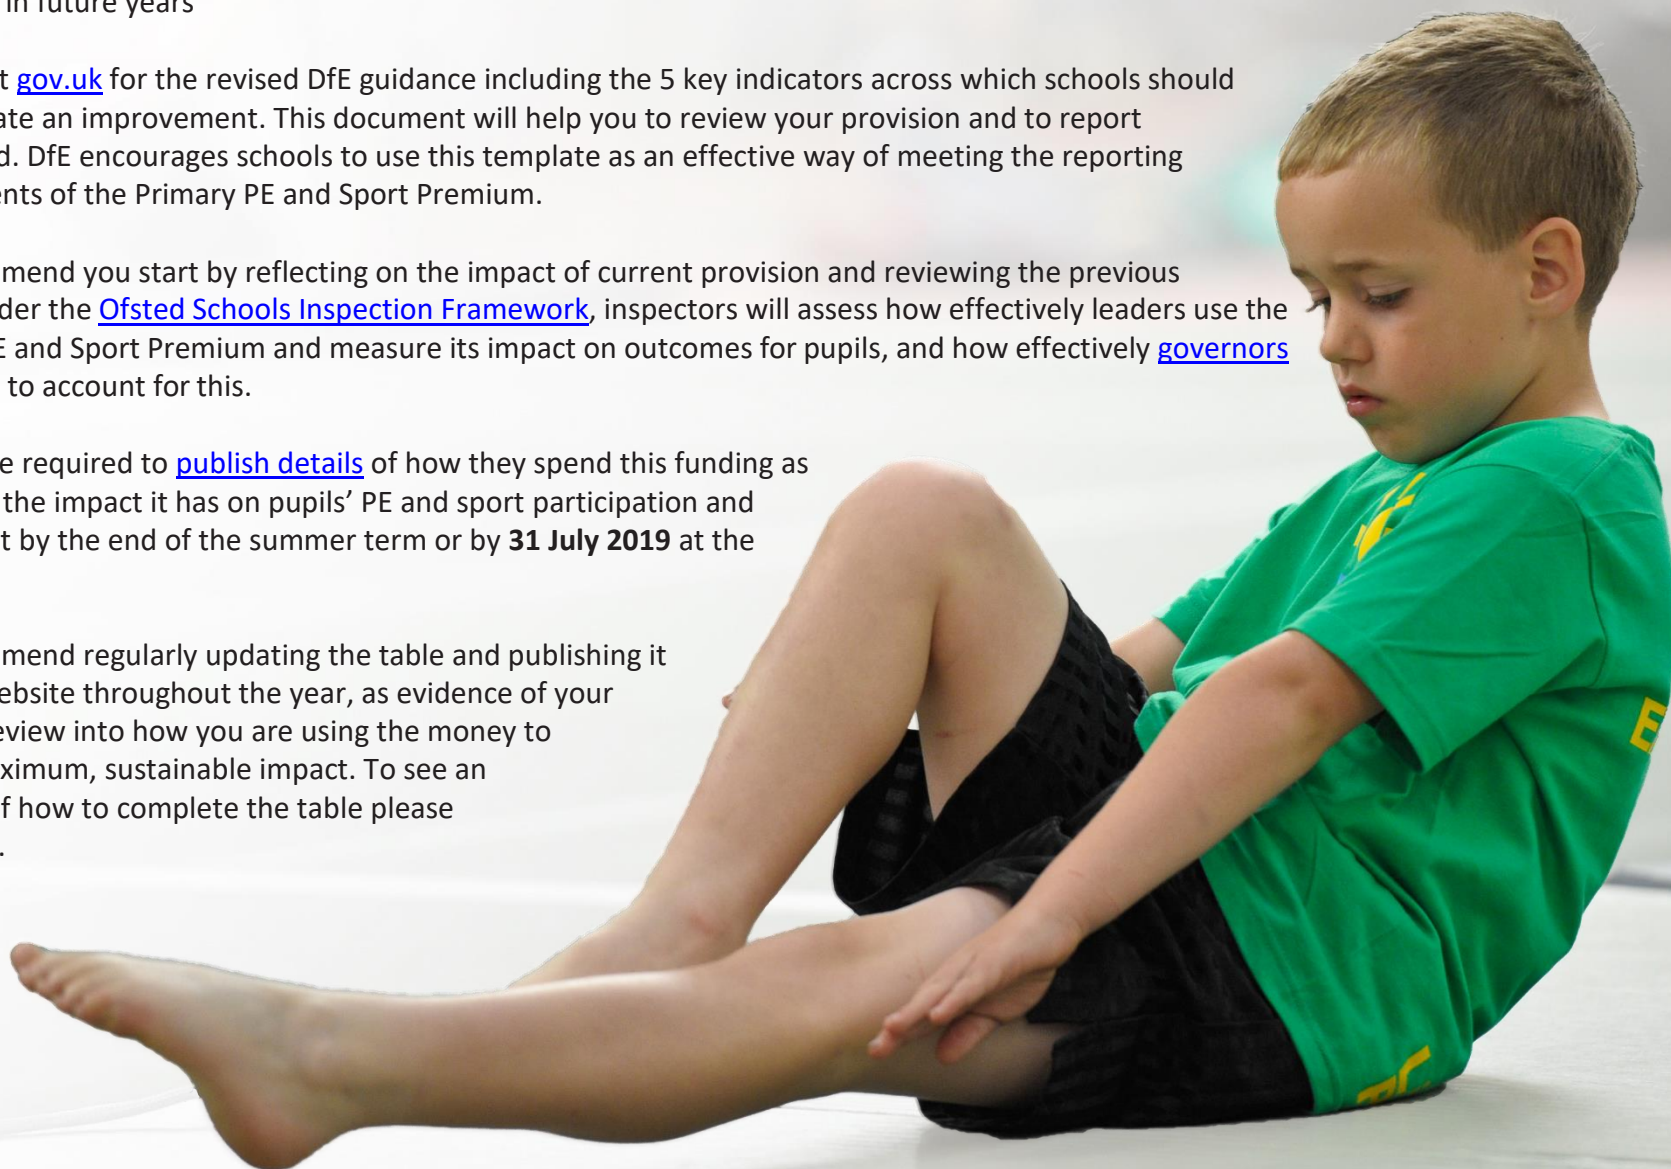 in future years
t gov.uk for the revised DfE guidance including the 5 key indicators across which schools should
ate an improvement. This document will help you to review your provision and to report
d. DfE encourages schools to use this template as an effective way of meeting the reporting
ents of the Primary PE and Sport Premium.
mend you start by reflecting on the impact of current provision and reviewing the previous
der the Ofsted Schools Inspection Framework, inspectors will assess how effectively leaders use the
E and Sport Premium and measure its impact on outcomes for pupils, and how effectively governors
to account for this.
e required to publish details of how they spend this funding as
the impact it has on pupils’ PE and sport participation and
t by the end of the summer term or by 31 July 2019 at the
mend regularly updating the table and publishing it
ebsite throughout the year, as evidence of your
eview into how you are using the money to
ximum, sustainable impact. To see an
f how to complete the table please
.